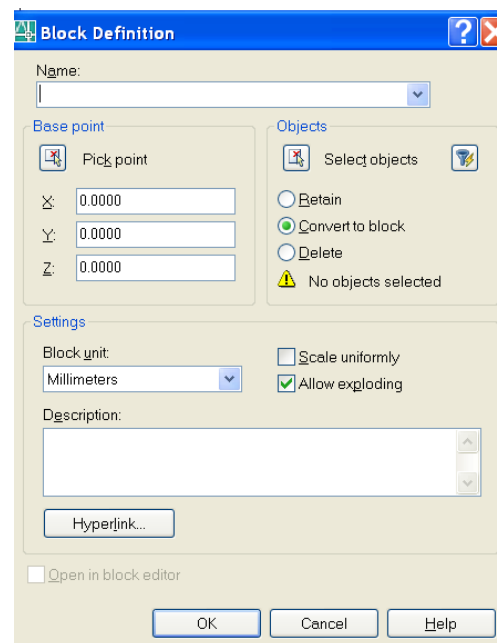 Block Definition
Name:
Base point
Pick point
X: 0.0000
Y: 0.0000
Z: 0.0000
Objects
Select objects
Retain
Convert to block
Delete
No objects selected
Settings
Block unit:
Millimeters
Scale uniformly
Allow exploding
Description:
Hyperlink...
Open in block editor
OK Cancel Help